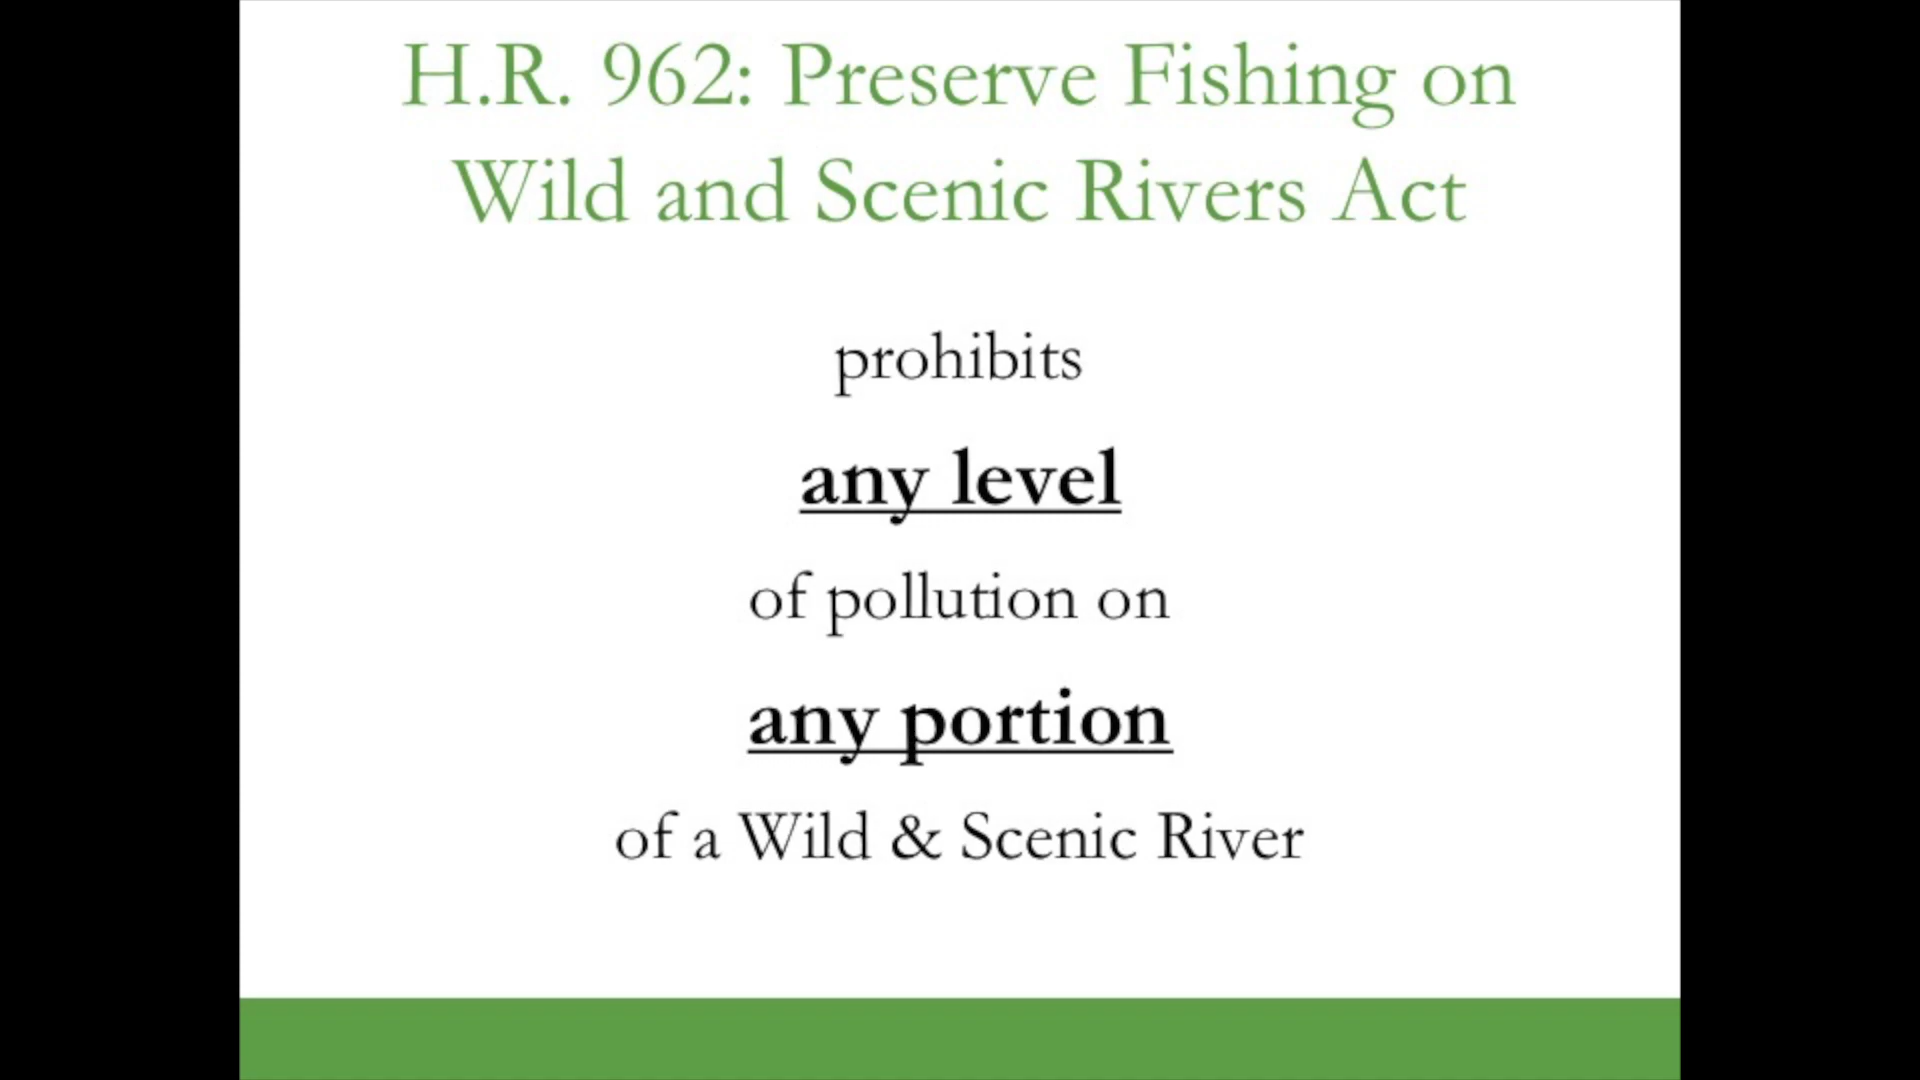 H.R. 962: Preserve Fishing on
Wild and Scenic Rivers Act
prohibits
any level
of pollution on
any portion
of a Wild & Scenic River